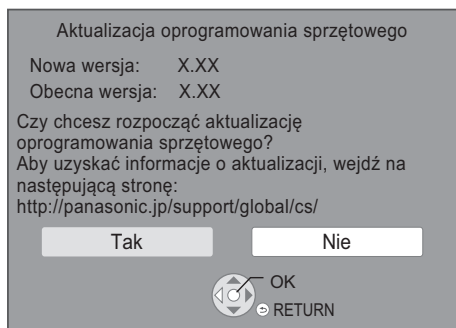 Aktualizacja oprogramowania sprzętowego
Nowa wersja: X.XX
Obecna wersja: X.XX
Czy chcesz rozpocząć aktualizację
oprogramowania sprzętowego?
Aby uzyskać informacje o aktualizacji, wejdź na
następującą stronę:
http://panasonic.jp/support/global/cs/
Tak Nie
OK
RETURN